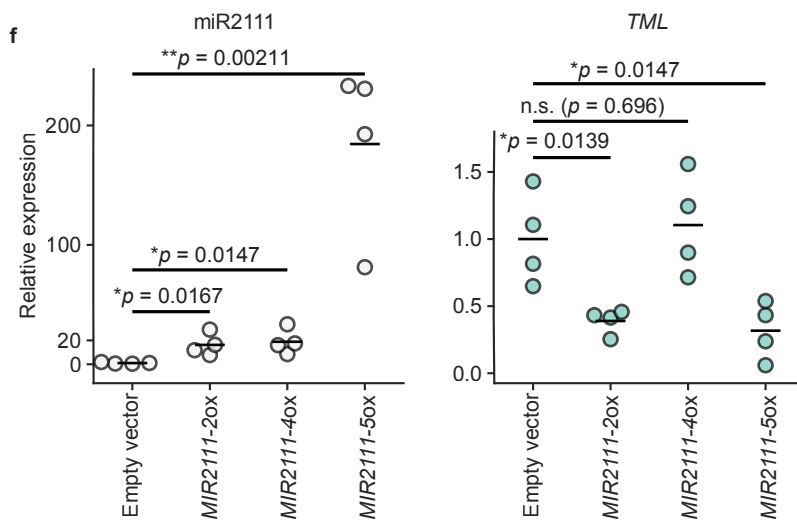 f
miR2111
**p = 0.00211
*p = 0.0147
*p = 0.0167
Relative expression
200
100
20
0
Empty vector
MIR2111-2ox
MIR2111-4ox
MIR2111-5ox
TML
*p = 0.0147
n.s. (p = 0.696)
*p = 0.0139
1.5
1.0
0.5
0.0
Empty vector
MIR2111-2ox
MIR2111-4ox
MIR2111-5ox